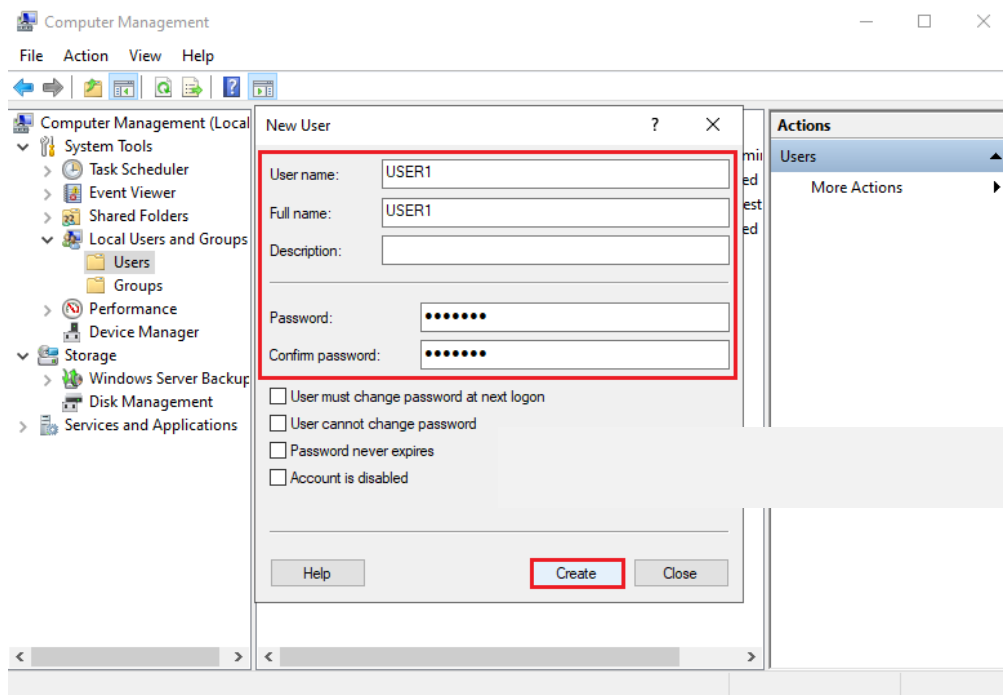 Computer Management
File Action View Help
Computer Management (Local
System Tools
Task Scheduler
Event Viewer
Shared Folders
Local Users and Groups
Users
Groups
Performance
Device Manager
Storage
Windows Server Backup
Disk Management
Services and Applications
New User
?
User name: USER1
Full name: USER1
Description:
Password: •••••••
Confirm password: •••••••
User must change password at next logon
User cannot change password
Password never expires
Account is disabled
Help Create Close
Actions
Users
More Actions